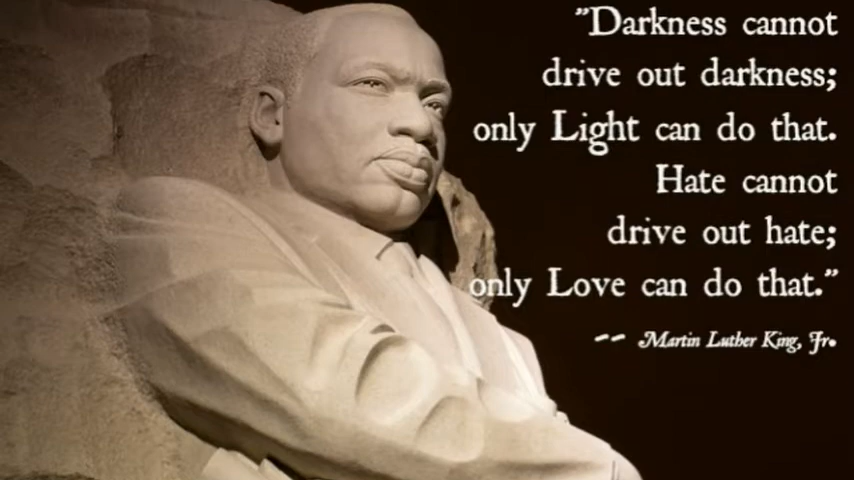 "Darkness cannot
drive out darkness;
only Light can do that.
Hate cannot
drive out hate;
only Love can do that."
-- Martin Luther King, Jr.